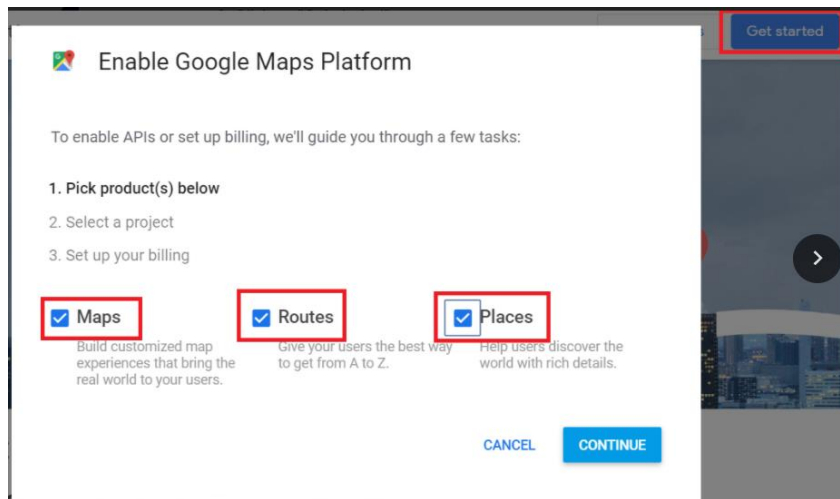 Get started
Enable Google Maps Platform
To enable APIs or set up billing, we'll guide you through a few tasks:
1. Pick product(s) below
2. Select a project
3. Set up your billing
Maps
Routes
Places
Build customized map
experiences that bring the
real world to your users.
Give your users the best way
to get from A to Z.
Help users discover the
world with rich details.
CANCEL
CONTINUE